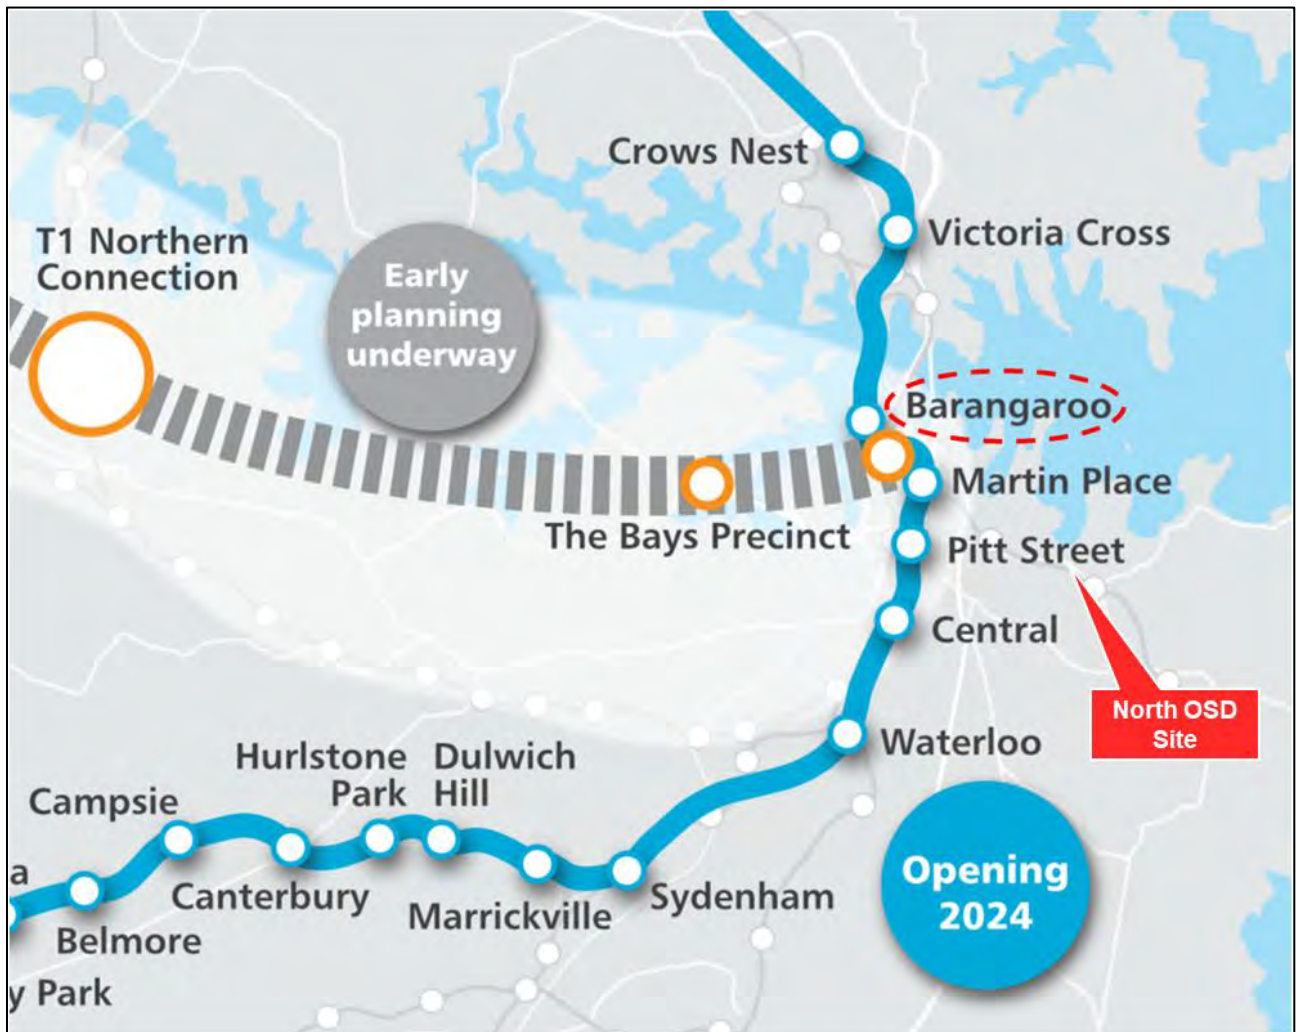 Crows Nest
Victoria Cross
T1 Northern
Connection
Early
planning
underway
Barangaroo
Martin Place
The Bays Precinct
Pitt Street
Central
North OSD
Site
Waterloo
Hurlstone
Park
Dulwich
Hill
Campsie
Opening
2024
a
Canterbury
Sydenham
Marrickville
Belmore
y Park